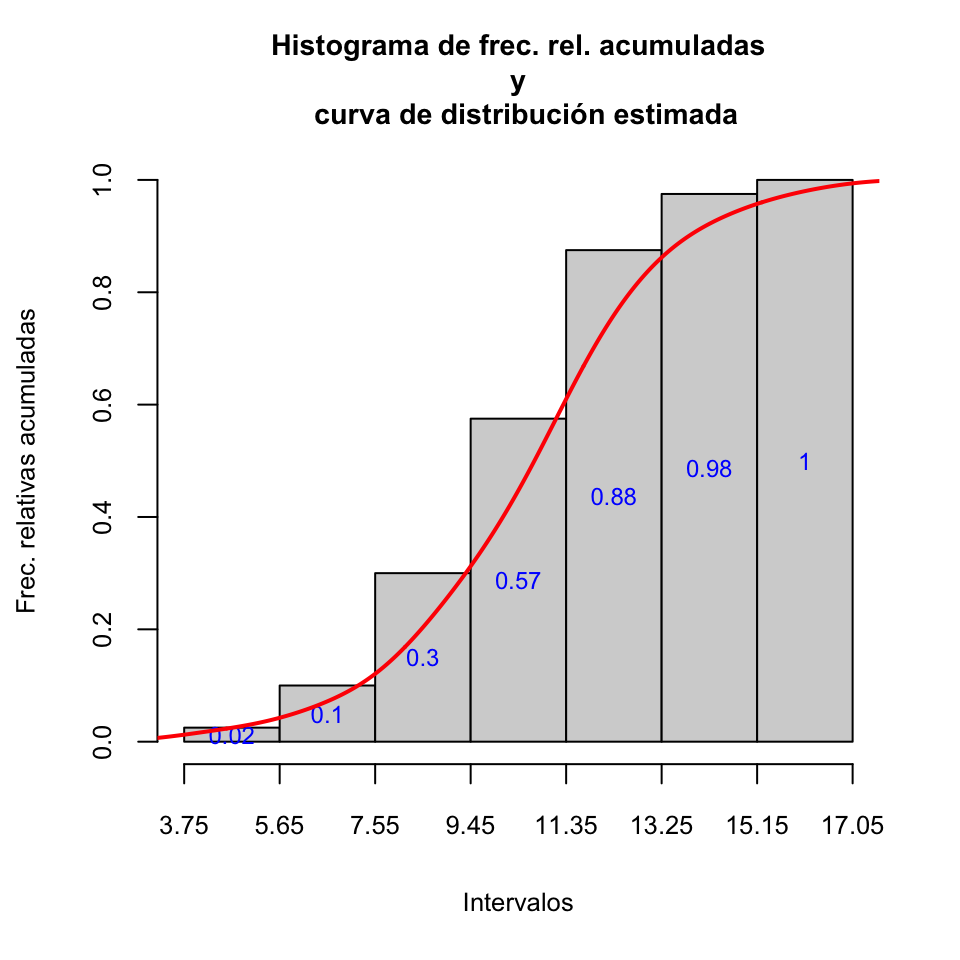 Histograma de frec. rel. acumuladas
y
curva de distribución estimada
Frec. relativas acumuladas
1.0
0.8
0.6
0.4
0.2
0.0
0.02
0.1
0.3
0.57
0.88
0.98
1
3.75 5.65 7.55 9.45 11.35 13.25 15.15 17.05
Intervalos